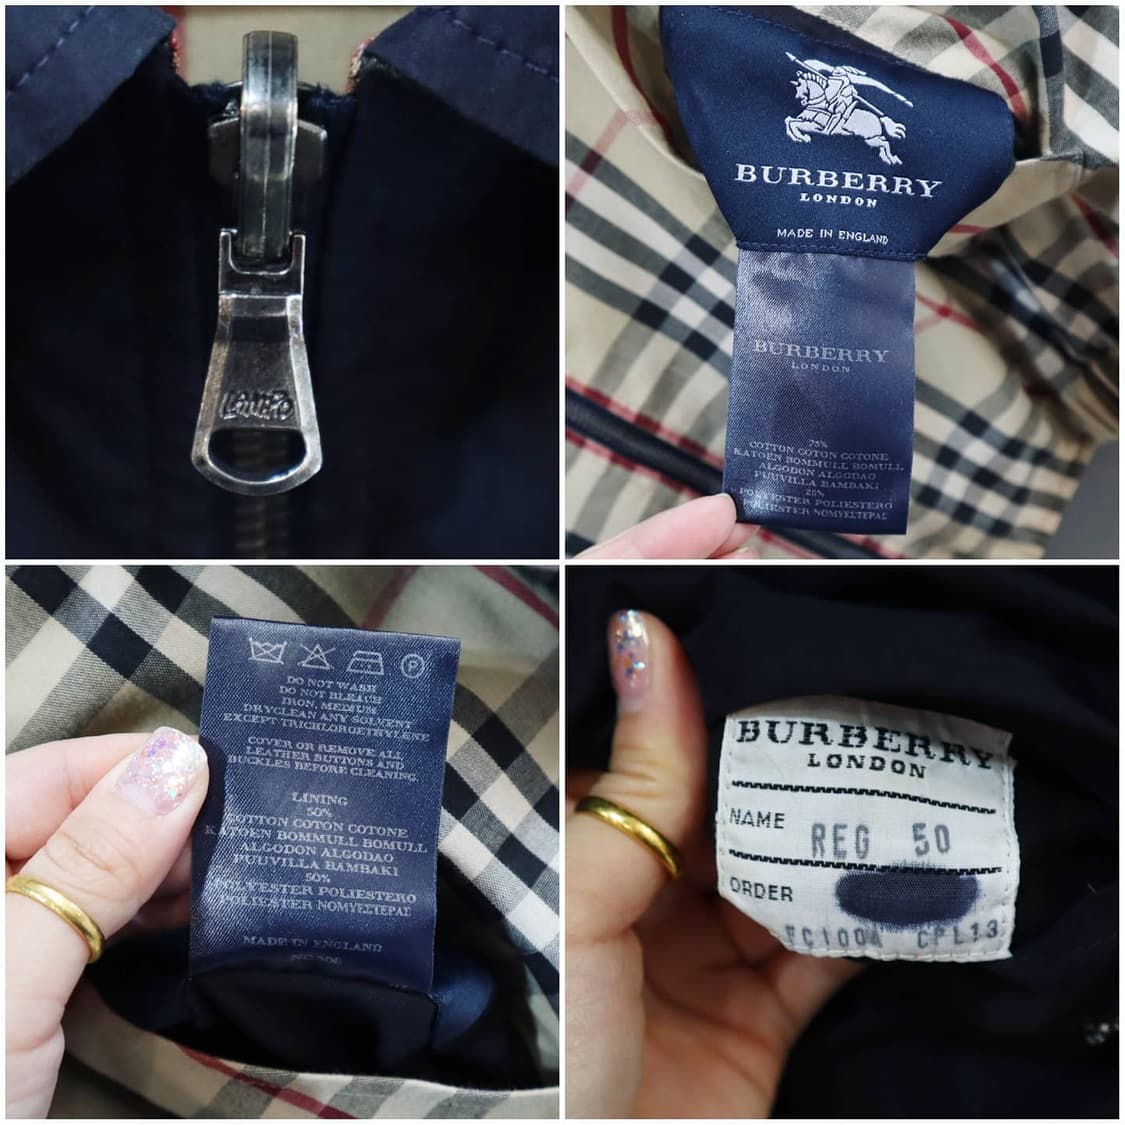 Lampo
BURBERRY
LONDON
MADE IN ENGLAND
BURBERRY
LONDON
75%
COTTON COTON COTONE
KATOEN BOMMULL BOMULL
ALGODON ALGODAO
PUUVILLA BAMBAKI
25%
POLYESTER POLIESTERO
POLIESTER ΝΟΜΥΕΣΤΕΡΑΣ
DO NOT WASH
DO NOT BLEACH
IRON, MEDIUM
DRYCLEAN ANY SOLVENT
EXCEPT TRICHLOROETHYLENE
COVER OR REMOVE ALL
LEATHER BUTTONS AND
BUCKLES BEFORE CLEANING.
LINING
50%
COTTON COTON COTONE
KATOEN BOMMULL BOMULL
ALGODON ALGODAO
PUUVILLA BAMBAKI
50%
POLYESTER POLIESTERO
POLIESTER ΝΟΜΥΕΣΤΕΡΑΣ
MADE IN ENGLAND
BURBERRY
LONDON
NAME REG 50
ORDER
FC1004 CPL13